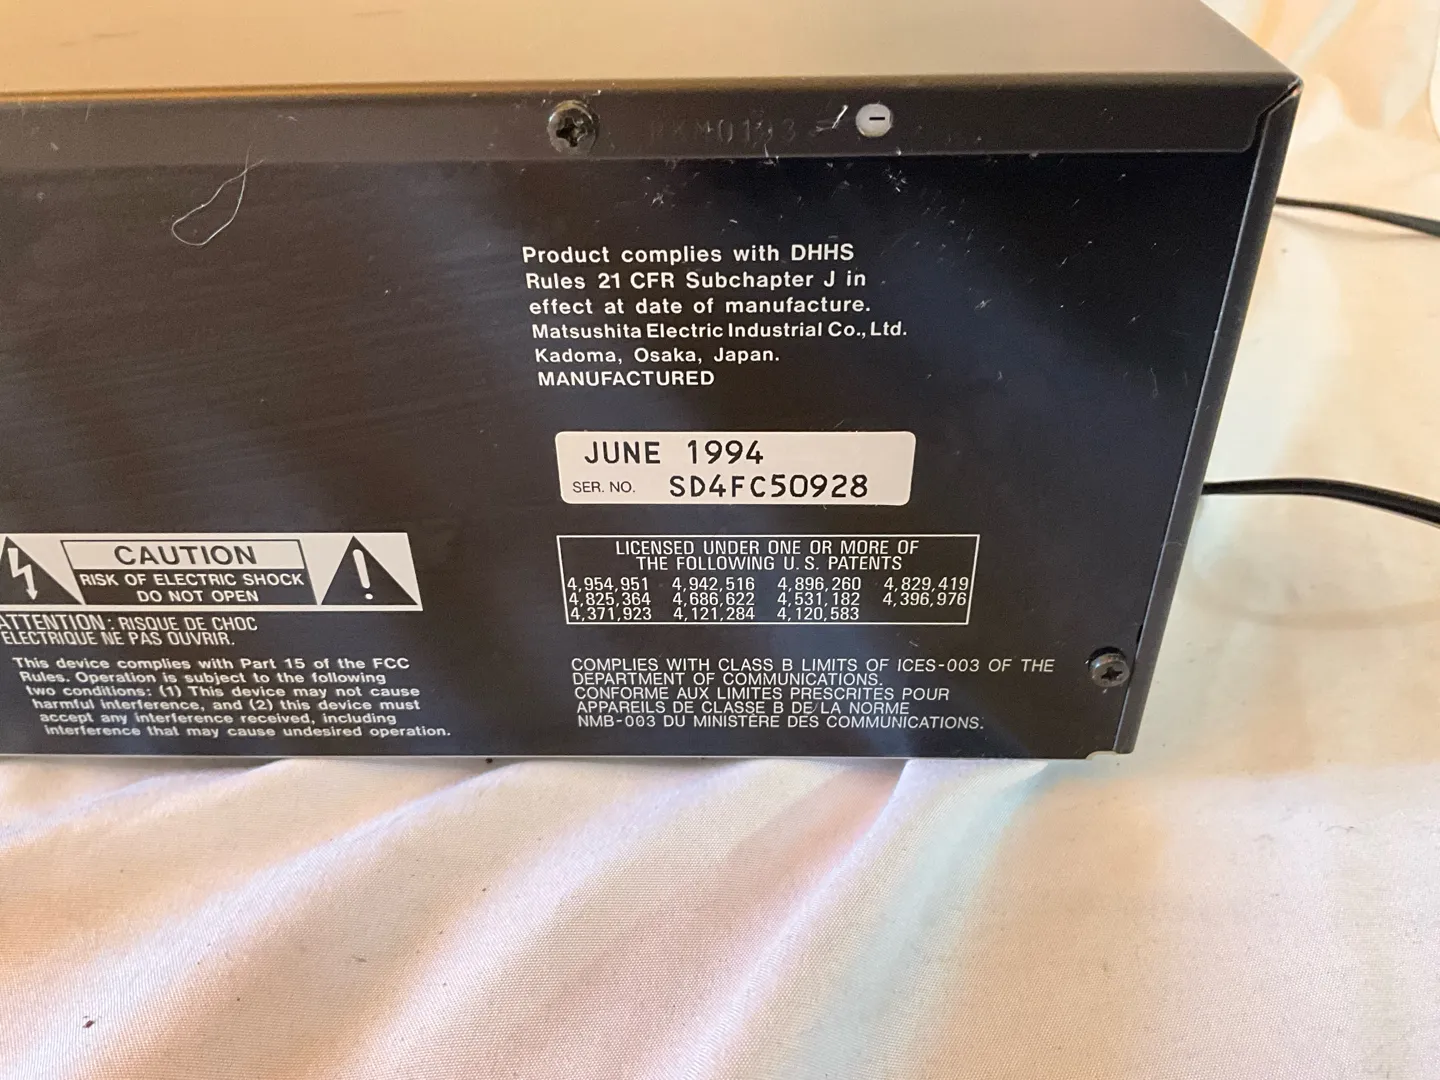 Product complies with DHHS
Rules 21 CFR Subchapter J in
effect at date of manufacture.
Matsushita Electric Industrial Co., Ltd.
Kadoma, Osaka, Japan.
MANUFACTURED
JUNE 1994
SER. NO. SD4FC50928
CAUTION
RISK OF ELECTRIC SHOCK
DO NOT OPEN
ATTENTION: RISQUE DE CHOC
ELECTRIQUE NE PAS OUVRIR.
This device complies with Part 15 of the FCC
Rules. Operation is subject to the following
two conditions: (1) This device may not cause
harmful interference, and (2) this device must
accept any interference received, including
interference that may cause undesired operation.
LICENSED UNDER ONE OR MORE OF
THE FOLLOWING U.S. PATENTS
4,954,951 4,942,516 4,896,260 4,829,419
4,825,364 4,686,622 4,531,182 4,396,976
4,371,923 4,121,284 4,120,583
COMPLIES WITH CLASS B LIMITS OF ICES-003 OF THE
DEPARTMENT OF COMMUNICATIONS.
CONFORME AUX LIMITES PRESCRITES POUR
APPAREILS DE CLASSE B DE LA NORME
NMB-003 DU MINISTÈRE DES COMMUNICATIONS.